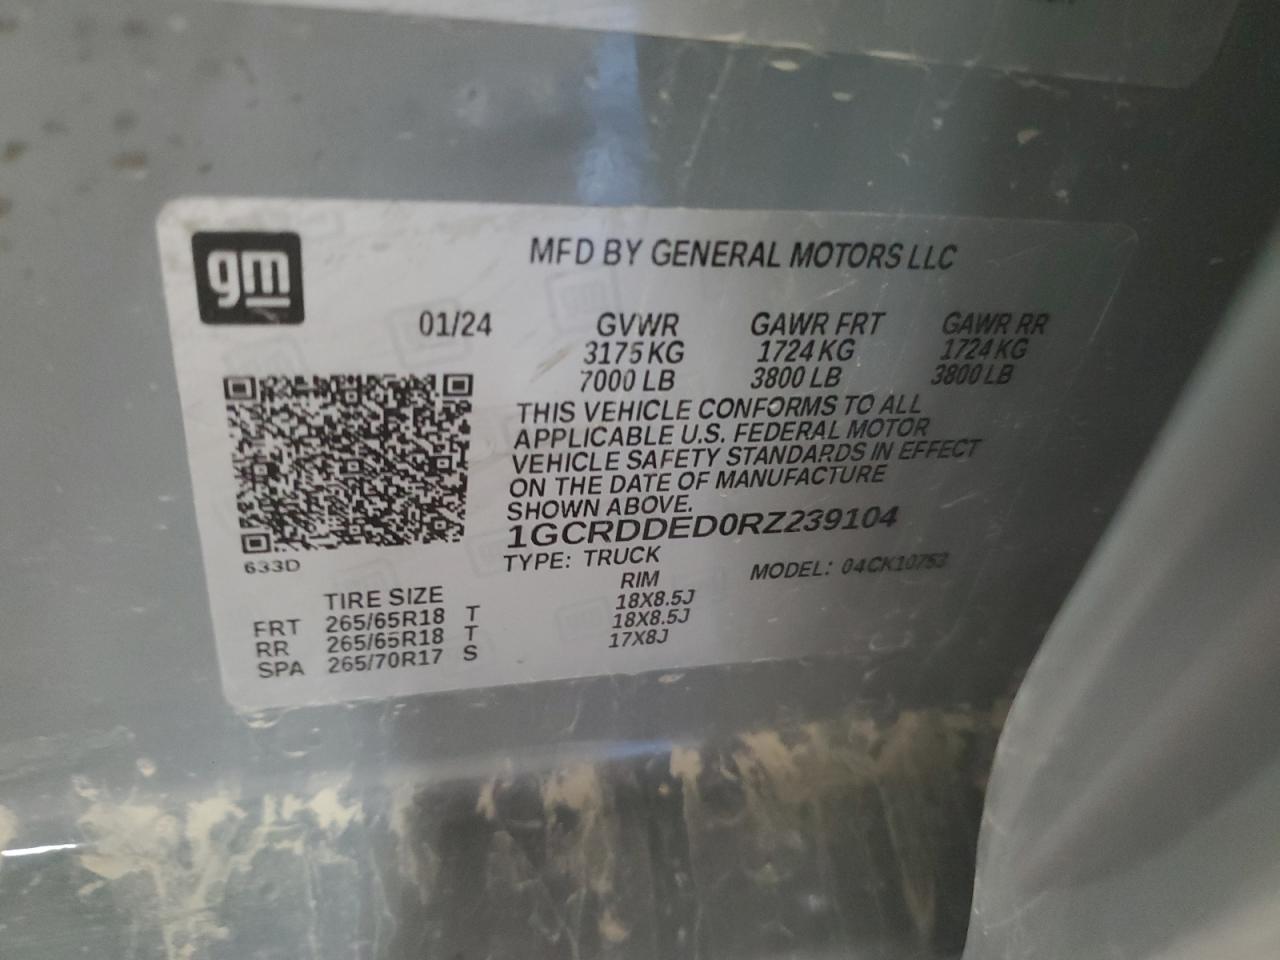 gm
MFD BY GENERAL MOTORS LLC
01/24 GVWR GAWR FRT GAWR RR
3175 KG 1724 KG 1724 KG
7000 LB 3800 LB 3800 LB
THIS VEHICLE CONFORMS TO ALL
APPLICABLE U.S. FEDERAL MOTOR
VEHICLE SAFETY STANDARDS IN EFFECT
ON THE DATE OF MANUFACTURE
SHOWN ABOVE.
1GCRDDED0RZ239104
633D
TYPE: TRUCK MODEL: 04CK10753
TIRE SIZE RIM
FRT 265/65R18 T 18X8.5J
RR 265/65R18 T 18X8.5J
SPA 265/70R17 S 17X8J